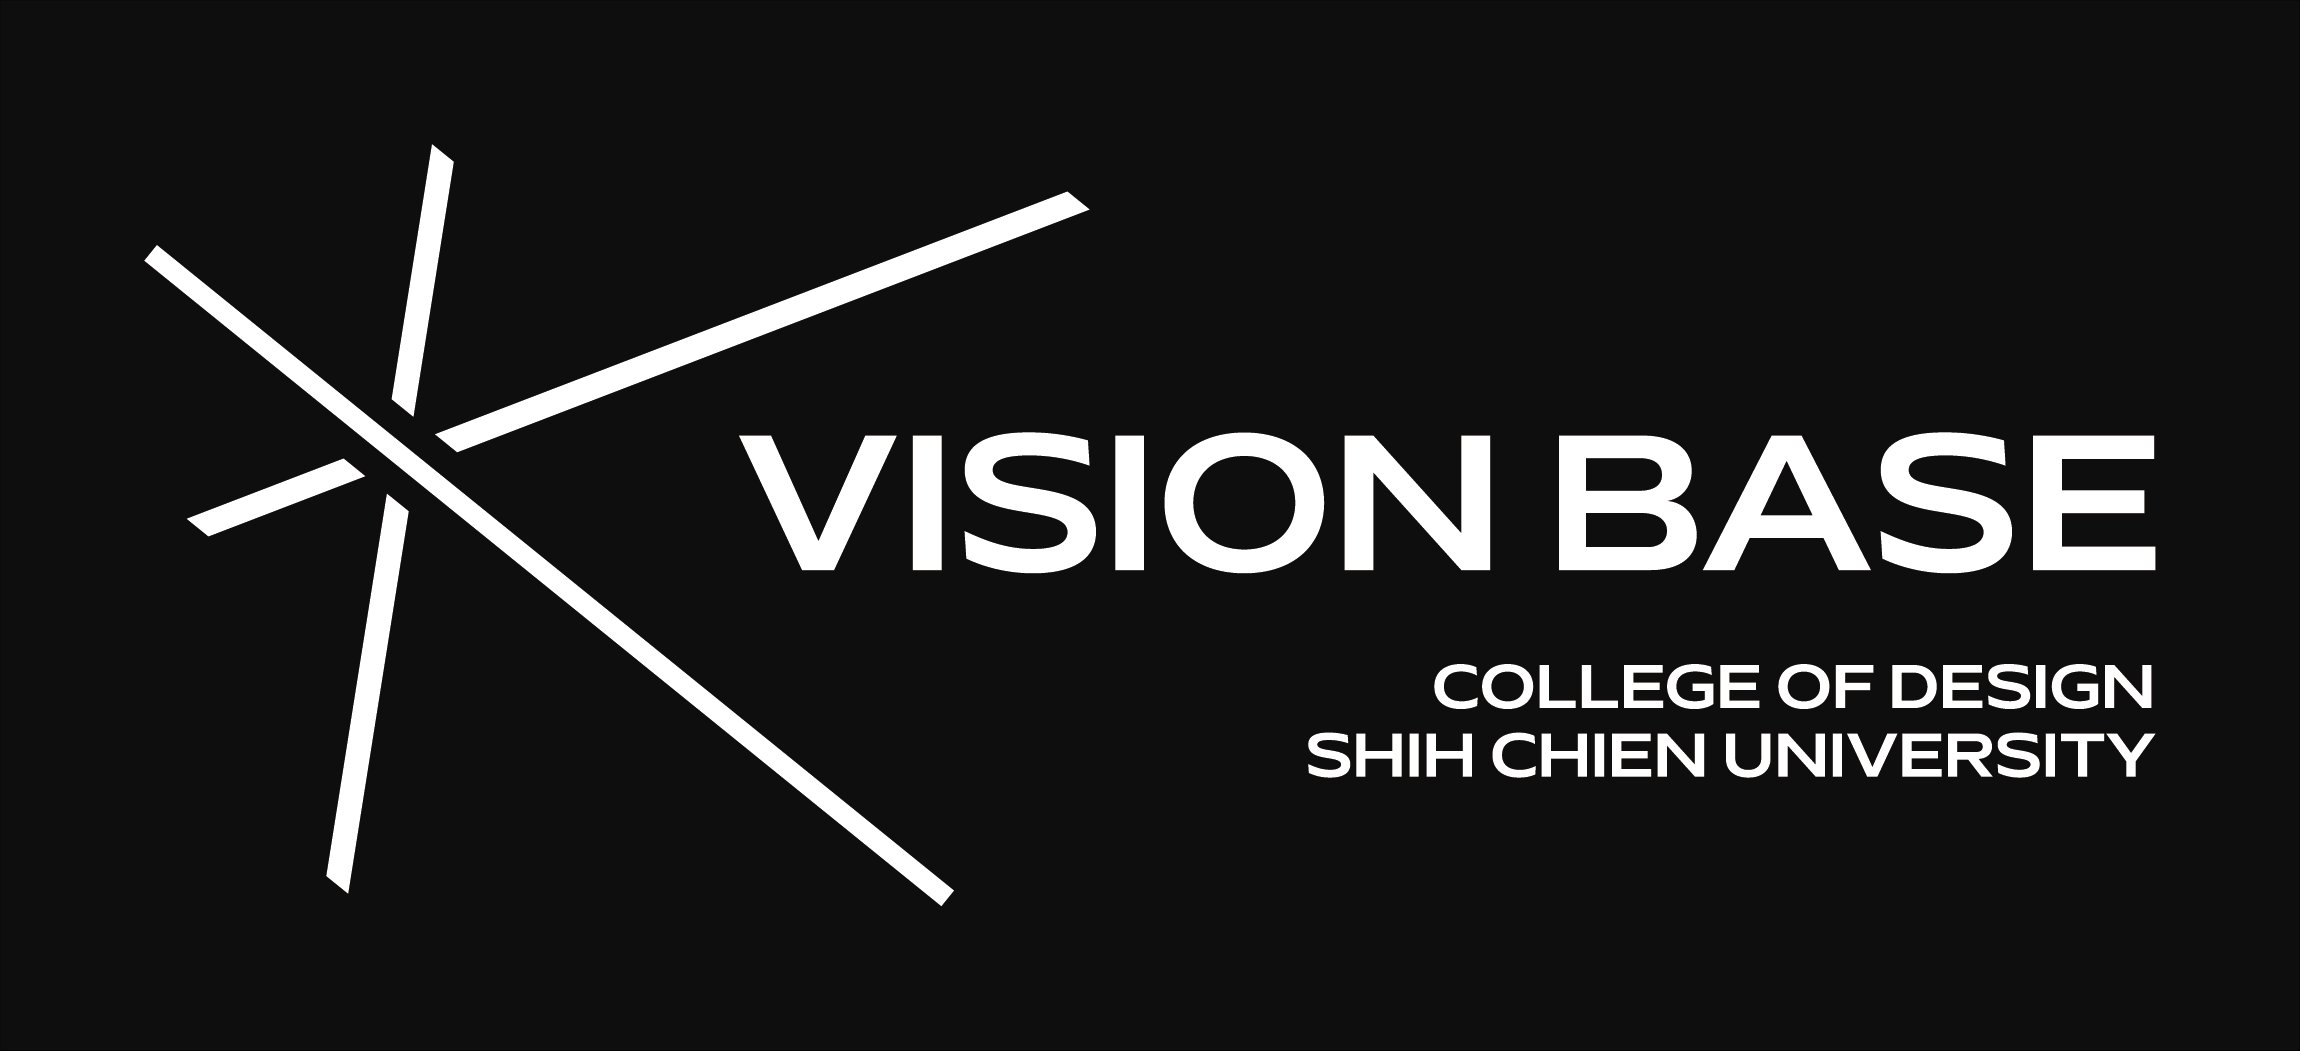 VISION BASE
COLLEGE OF DESIGN
SHIH CHIEN UNIVERSITY